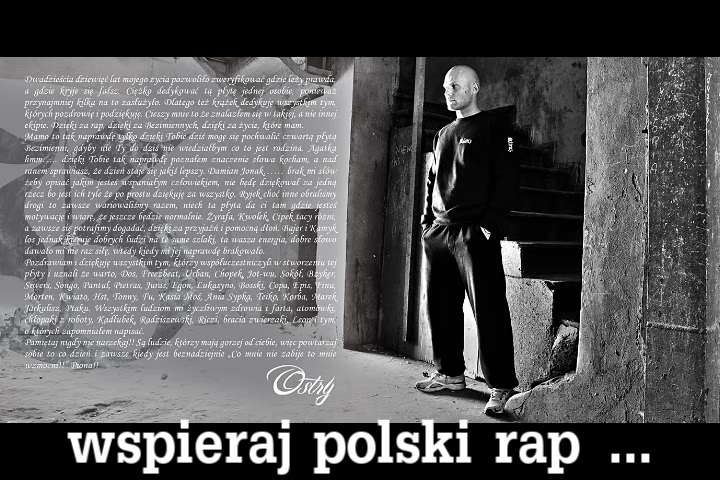 Dwadzieścia dziewięć lat mojego życia pozwoliło zweryfikować gdzie leży prawda,
a gdzie kryje się fałsz. Ciężko dedykować tą płytę jednej osobie, ponieważ
przynajmniej kilka na to zasłużyło. Dlatego też krążek dedykuję wszystkim tym,
których pozdrowię i podziękuję. Cieszy mnie to że znalazłem się w takiej, a nie innej
ekipie. Dzięki za rap, dzięki za Bezimiennych, dzięki za życie, które mam.
Mamo to tak naprawdę tylko dzięki Tobie dziś mogę się pochwalić czwartą płytą
Bezimienni, gdyby nie Ty do dziś nie wiedziałbym co to jest rodzina. Agatka
hmm..... dzięki Tobie tak naprawdę poznałem znaczenie słowa kocham, a nad
ranem sprawiasz, że dzień staje się jakiś lepszy. Damian Jonak ...... brak mi słów
żeby opisać jakim jesteś wspaniałym człowiekiem, nie będę dziękował za jedną
rzecz bo jest ich tyle że po prostu dziękuję za wszystko. Ryjek choć inne obraliśmy
drogi to zawsze wariowaliśmy razem, niech ta płyta da ci tam gdzie jesteś
motywację i wiarę, że jeszcze będzie normalnie. Żyrafa, Kwolek, Cipek tacy różni,
a zawsze się potrafimy dogadać, dzięki za przyjaźń i pomocną dłoń. Bajer i Kamyk
los jednak kieruje dobrych ludzi na te same szlaki, ta wasza energia, dobre słowo
dawało mi nie raz siłę, wtedy kiedy mi jej naprawdę brakowało.
Pozdrawiam i dziękuję wszystkim tym, którzy współuczestniczyli w stworzeniu tej
płyty i uznali że warto, Dos, Freezbeat, Urban, Chopek, Jot-wu, Sokół, Bzyker,
Siwers, Songo, Pantul, Pietras, Juras, Egon, Lukasyno, Bosski, Copa, Eps, Finu,
Morten, Kwiato, Hst, Tommy, Fu, Kasia Moś, Ania Sypka, Teiko, Korba, Marek
Jarkulisz, Ptaku. Wszystkim ludziom mi życzliwym zdrowia i farta, atomówki,
chłopaki z roboty, Kadłubek, Radziszewski, Riczi, bracia zwierzaki, Leon i tym,
o których zapomniałem napisać.
Pamiętaj nigdy nie narzekaj!! Są ludzie, którzy mają gorzej od ciebie, więc powtarzaj
sobie to co dzień i zawsze kiedy jest beznadziejnie „Co mnie nie zabije to mnie
wzmocni!!” Piona!!
Ostry
wspieraj polski rap ...